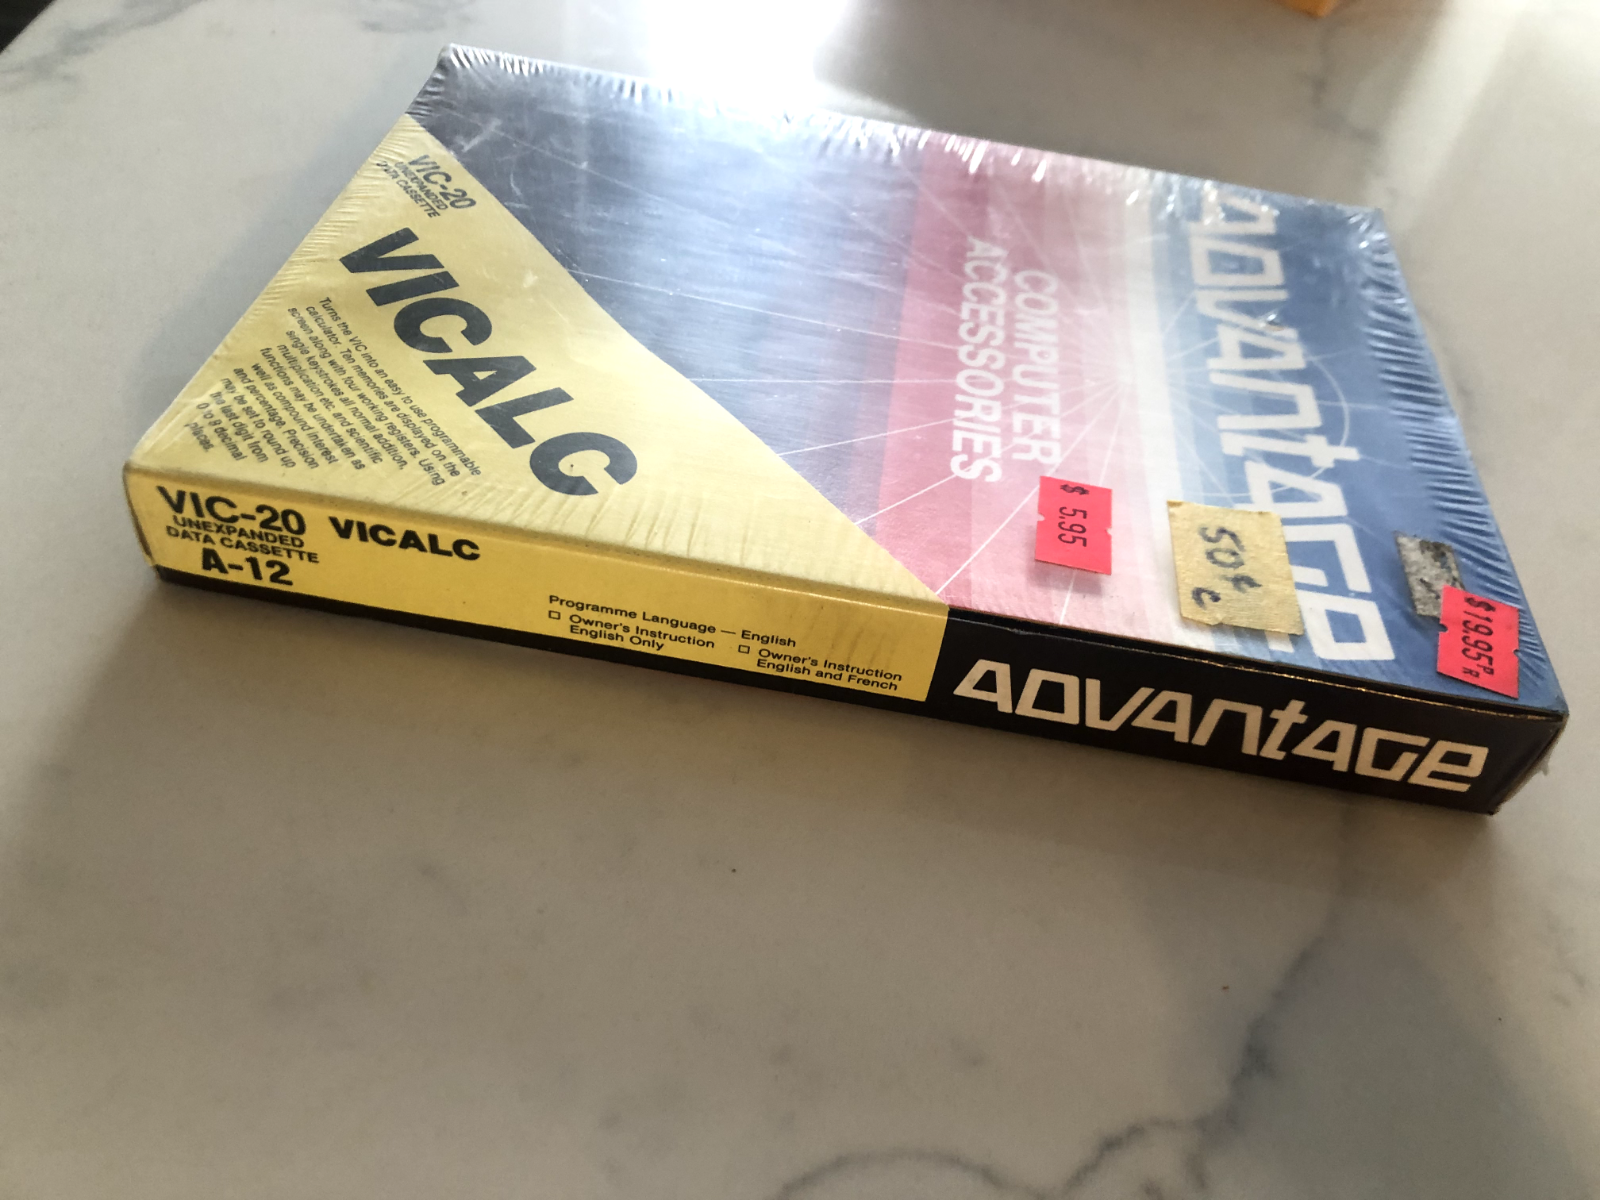 VIC-20
UNEXPANDED
DATA CASSETTE
VICALC
Turns the VIC into an easy to use programmable
calculator. Ten memories are displayed on the
screen along with four working registers. Using
single keystrokes all normal addition,
multiplication etc. and scientific
functions may be undertaken as
well as compound interest
and percentage. Precision
may be set to round up
the last digit from
0 to 9 decimal
places.
ADVANTAGE
COMPUTER
ACCESSORIES
$5.95
50¢
$19.95
VIC-20
UNEXPANDED
DATA CASSETTE
A-12
VICALC
Programme Language — English
□ Owner's Instruction
English Only
□ Owner's Instruction
English and French
ADVANTAGE